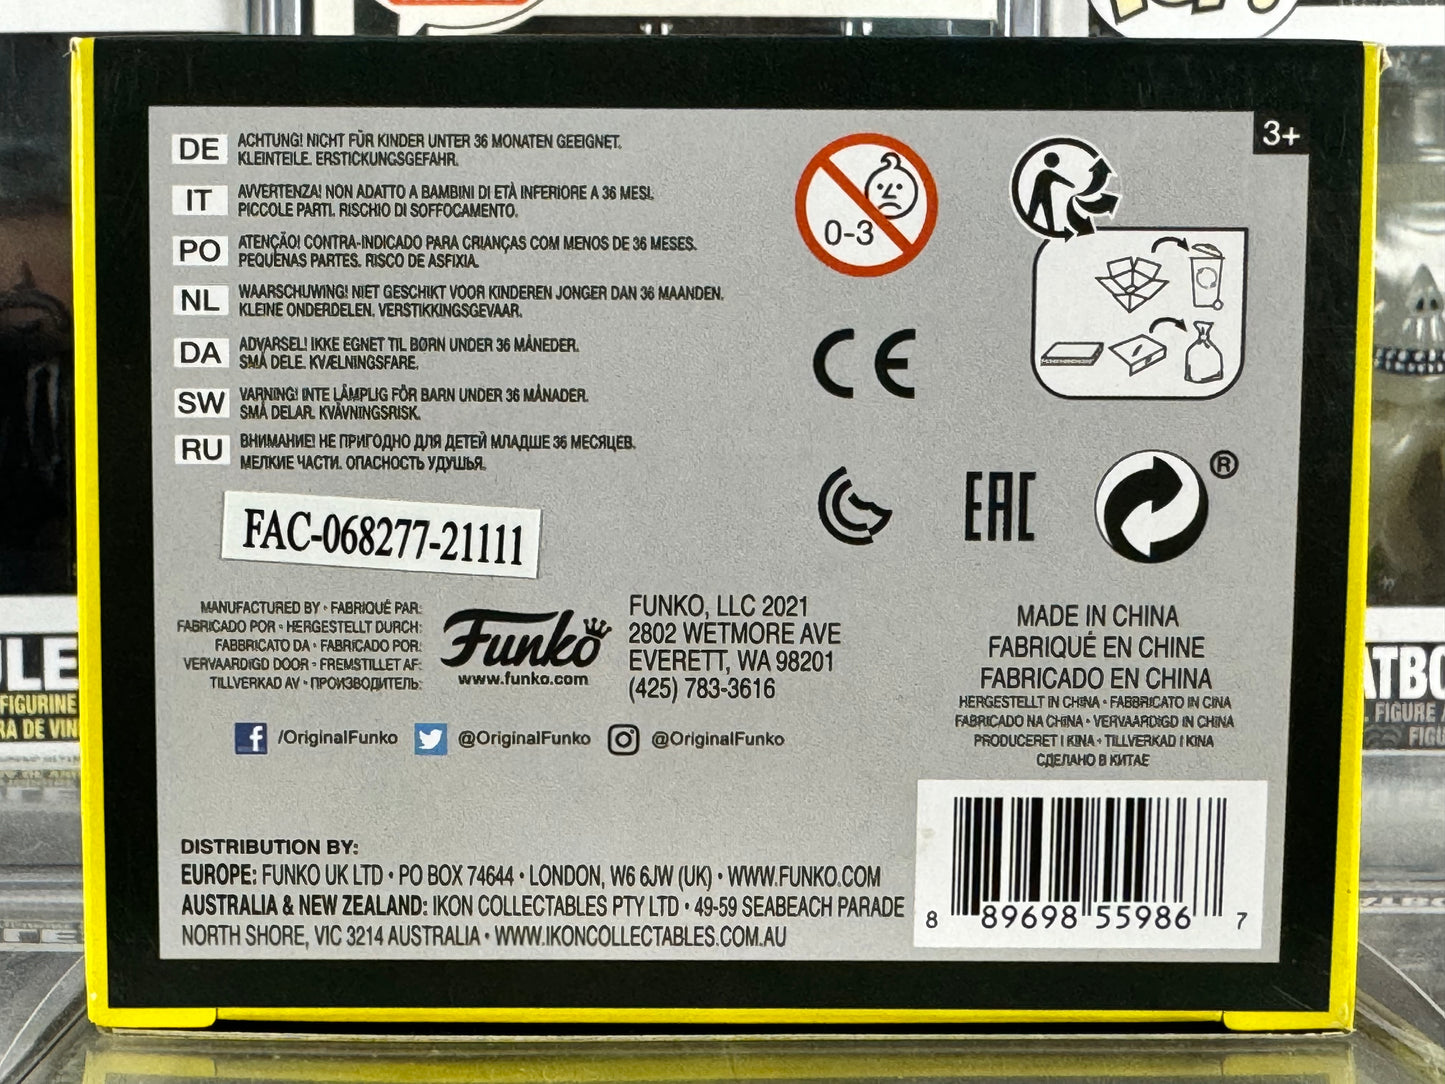 3+
DE
ACHTUNG! NICHT FÜR KINDER UNTER 36 MONATEN GEEIGNET.
KLEINTEILE. ERSTICKUNGSGEFAHR.
IT
AVVERTENZA! NON ADATTO A BAMBINI DI ETÀ INFERIORE A 36 MESI.
PICCOLE PARTI. RISCHIO DI SOFFOCAMENTO.
PO
ATENÇÃO! CONTRA-INDICADO PARA CRIANÇAS COM MENOS DE 36 MESES.
PEQUENAS PARTES. RISCO DE ASFIXIA.
NL
WAARSCHUWING! NIET GESCHIKT VOOR KINDEREN JONGER DAN 36 MAANDEN.
KLEINE ONDERDELEN. VERSTIKKINGSGEVAAR.
DA
ADVARSEL! IKKE EGNET TIL BØRN UNDER 36 MÅNEDER.
SMÅ DELE. KVÆLNINGSFARE.
SW
VARNING! INTE LÄMPLIG FÖR BARN UNDER 36 MÅNADER.
SMÅ DELAR. KVÄVNINGSRISK.
RU
ВНИМАНИЕ! НЕ ПРИГОДНО ДЛЯ ДЕТЕЙ МЛАДШЕ 36 МЕСЯЦЕВ.
МЕЛКИЕ ЧАСТИ. ОПАСНОСТЬ УДУШЬЯ.
0-3
CE
EAC
®
FAC-068277-21111
MANUFACTURED BY • FABRIQUÉ PAR:
FABRICADO POR • HERGESTELLT DURCH:
FABBRICATO DA • FABRICADO POR:
VERVAARDIGD DOOR • FREMSTILLET AF:
TILLVERKAD AV • ПРОИЗВОДИТЕЛЬ:
Funko
www.funko.com
FUNKO, LLC 2021
2802 WETMORE AVE
EVERETT, WA 98201
(425) 783-3616
MADE IN CHINA
FABRIQUÉ EN CHINE
FABRICADO EN CHINA
HERGESTELLT IN CHINA • FABBRICATO IN CINA
FABRICADO NA CHINA • VERVAARDIGD IN CHINA
PRODUCERET I KINA • TILLVERKAD I KINA
СДЕЛАНО В КИТАЕ
f /OriginalFunko @OriginalFunko @OriginalFunko
DISTRIBUTION BY:
EUROPE: FUNKO UK LTD • PO BOX 74644 • LONDON, W6 6JW (UK) • WWW.FUNKO.COM
AUSTRALIA & NEW ZEALAND: IKON COLLECTABLES PTY LTD • 49-59 SEABEACH PARADE
NORTH SHORE, VIC 3214 AUSTRALIA • WWW.IKONCOLLECTABLES.COM.AU
8 89698 55986 7
FIGURINE
RA DE VIN
FIGURE